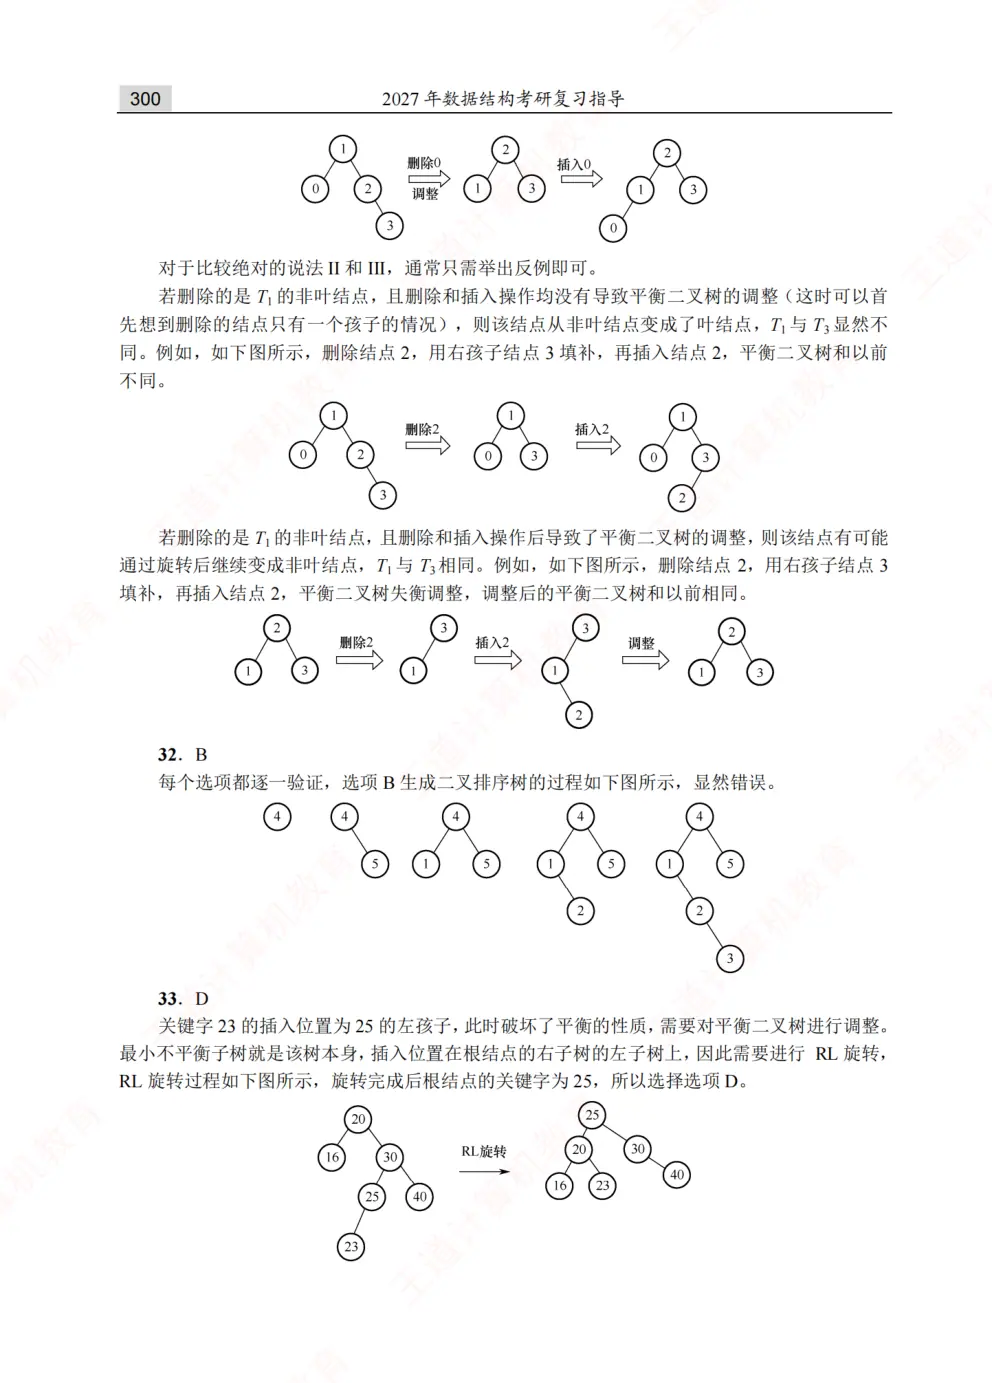 300
2027 年数据结构考研复习指导
1 删除0 2 插入0 2
0 2 调整 1 3 1 3
3 0
对于比较绝对的说法 II 和 III，通常只需举出反例即可。
若删除的是 T1 的非叶结点，且删除和插入操作均没有导致平衡二叉树的调整（这时可以首
先想到删除的结点只有一个孩子的情况），则该结点从非叶结点变成了叶结点，T1 与 T3 显然不
同。例如，如下图所示，删除结点 2，用右孩子结点 3 填补，再插入结点 2，平衡二叉树和以前
不同。
1 删除2 1 插入2 1
0 2 0 3 0 3
3 2
若删除的是 T1 的非叶结点，且删除和插入操作后导致了平衡二叉树的调整，则该结点有可能
通过旋转后继续变成非叶结点，T1 与 T3 相同。例如，如下图所示，删除结点 2，用右孩子结点 3
填补，再插入结点 2，平衡二叉树失衡调整，调整后的平衡二叉树和以前相同。
2 删除2 3 插入2 3 调整 2
1 3 1 1 1 3
2
32．B
每个选项都逐一验证，选项 B 生成二叉排序树的过程如下图所示，显然错误。
4 4 4 4 4
5 1 5 1 5 1 5
2 2
3
33．D
关键字 23 的插入位置为 25 的左孩子，此时破坏了平衡的性质，需要对平衡二叉树进行调整。
最小不平衡子树就是该树本身，插入位置在根结点的右子树的左子树上，因此需要进行 RL 旋转，
RL 旋转过程如下图所示，旋转完成后根结点的关键字为 25，所以选择选项 D。
20 25
16 30 RL旋转 20 30
25 40 16 23 40
23
王道计算机教育